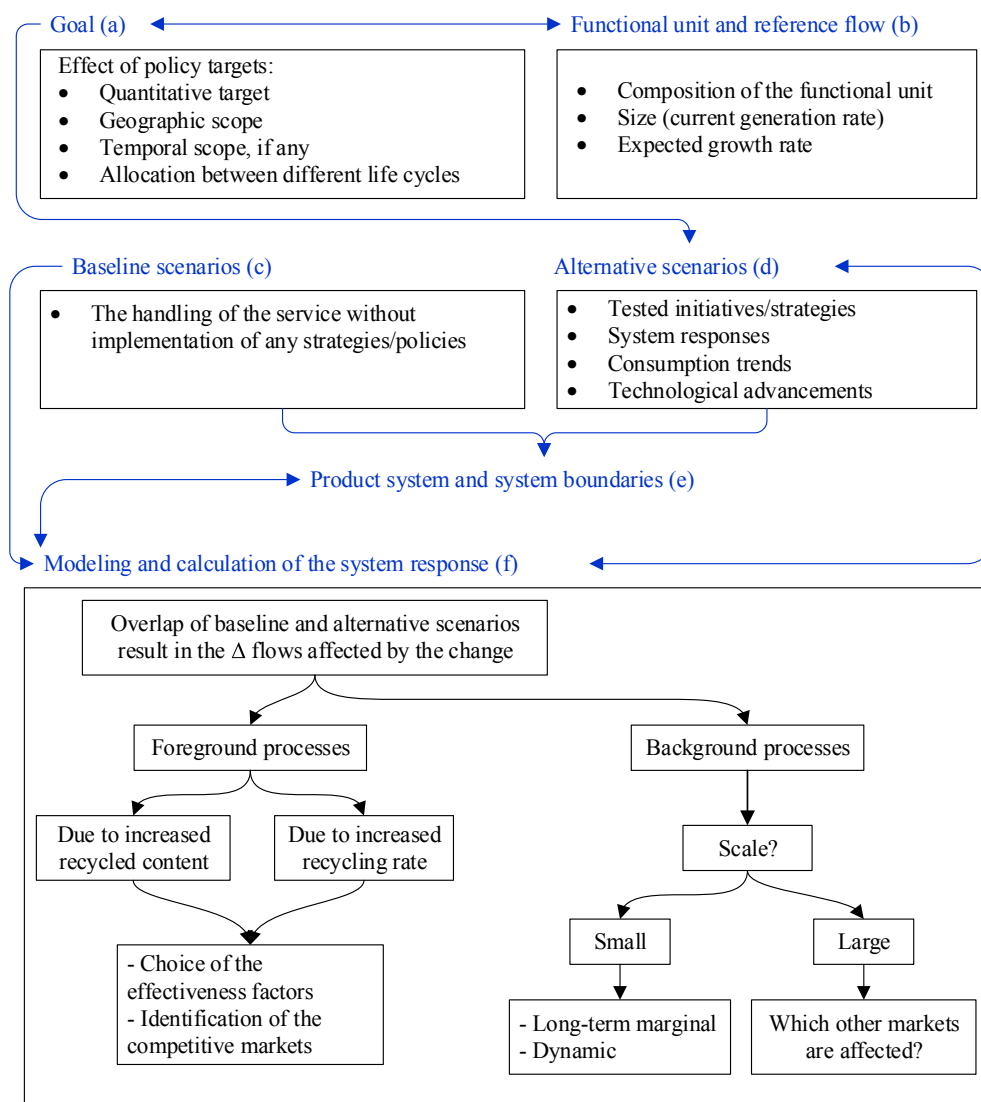 Goal (a)
Functional unit and reference flow (b)
Effect of policy targets:
• Quantitative target
• Geographic scope
• Temporal scope, if any
• Allocation between different life cycles
• Composition of the functional unit
• Size (current generation rate)
• Expected growth rate
Baseline scenarios (c)
Alternative scenarios (d)
• The handling of the service without
implementation of any strategies/policies
• Tested initiatives/strategies
• System responses
• Consumption trends
• Technological advancements
Product system and system boundaries (e)
Modeling and calculation of the system response (f)
Overlap of baseline and alternative scenarios
result in the Δ flows affected by the change
Foreground processes
Background processes
Due to increased
recycled content
Due to increased
recycling rate
Scale?
Small
Large
- Choice of the
effectiveness factors
- Identification of the
competitive markets
- Long-term marginal
- Dynamic
Which other markets
are affected?